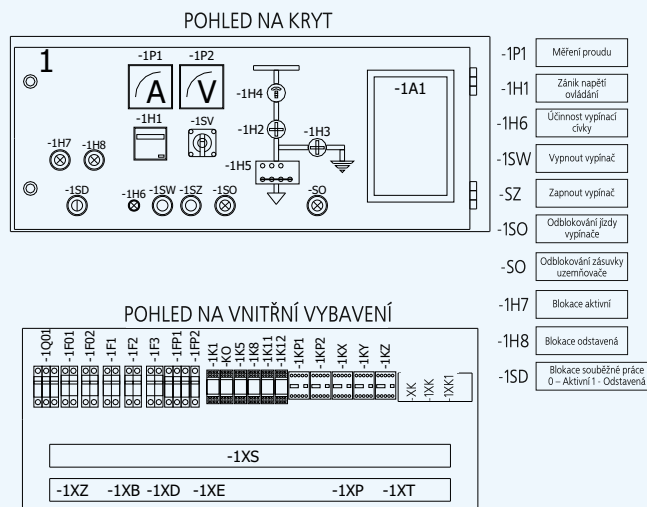 POHLED NA KRYT
1
-1P1
-1P2
A
V
-1H4
-1A1
-1H1
-1SV
-1H2
-1H3
-1H7
-1H8
-1H5
-1SD
-1H6
-1SW
-1SZ
-1SO
-SO
-1P1 Měření proudu
-1H1 Zánik napětí
ovládání
-1H6 Účinnost vypínací
cívky
-1SW Vypnout vypínač
-SZ Zapnout vypínač
-1SO Odblokování jízdy
vypínače
-SO Odblokování zásuvky
uzemňovače
-1H7 Blokace aktivní
-1H8 Blokace odstavená
-1SD Blokace souběžné práce
0 – Aktivní 1 - Odstavená
POHLED NA VNITŘNÍ VYBAVENÍ
-1Q01
-1F01
-1F02
-1F1
-1F2
-1F3
-1FP1
-1FP2
-1K1
-KO
-1K5
-1K8
-1K11
-1K12
-1KP1
-1KP2
-1KX
-1KY
-1KZ
-XK
-1XK
-1XK1
-1XS
-1XZ -1XB -1XD -1XE -1XP -1XT